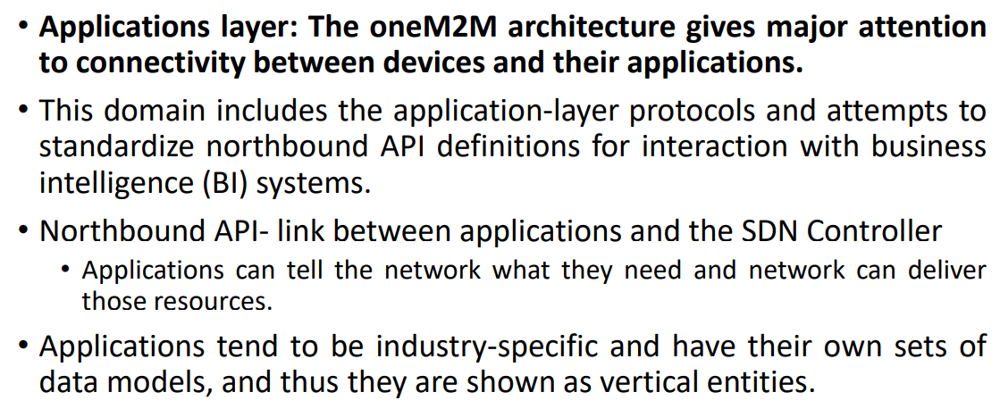 • Applications layer: The oneM2M architecture gives major attention
to connectivity between devices and their applications.
• This domain includes the application-layer protocols and attempts to
standardize northbound API definitions for interaction with business
intelligence (BI) systems.
• Northbound API- link between applications and the SDN Controller
• Applications can tell the network what they need and network can deliver
those resources.
• Applications tend to be industry-specific and have their own sets of
data models, and thus they are shown as vertical entities.